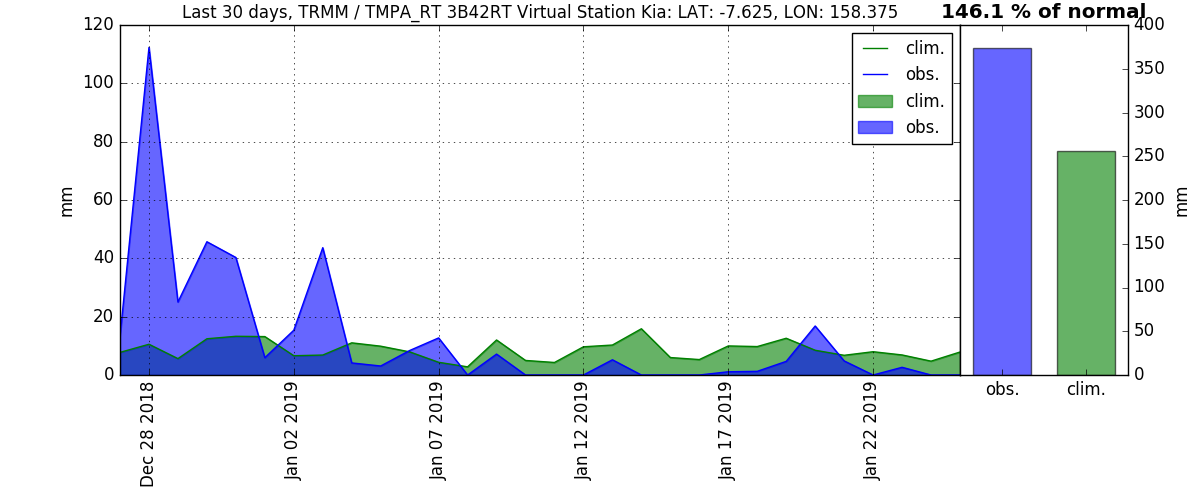 Last 30 days, TRMM / TMPA_RT 3B42RT Virtual Station Kia: LAT: -7.625, LON: 158.375
146.1 % of normal
120
100
80
60
40
20
0
mm
clim.
obs.
clim.
obs.
Dec 28 2018
Jan 02 2019
Jan 07 2019
Jan 12 2019
Jan 17 2019
Jan 22 2019
400
350
300
250
200
150
100
50
0
mm
obs.
clim.